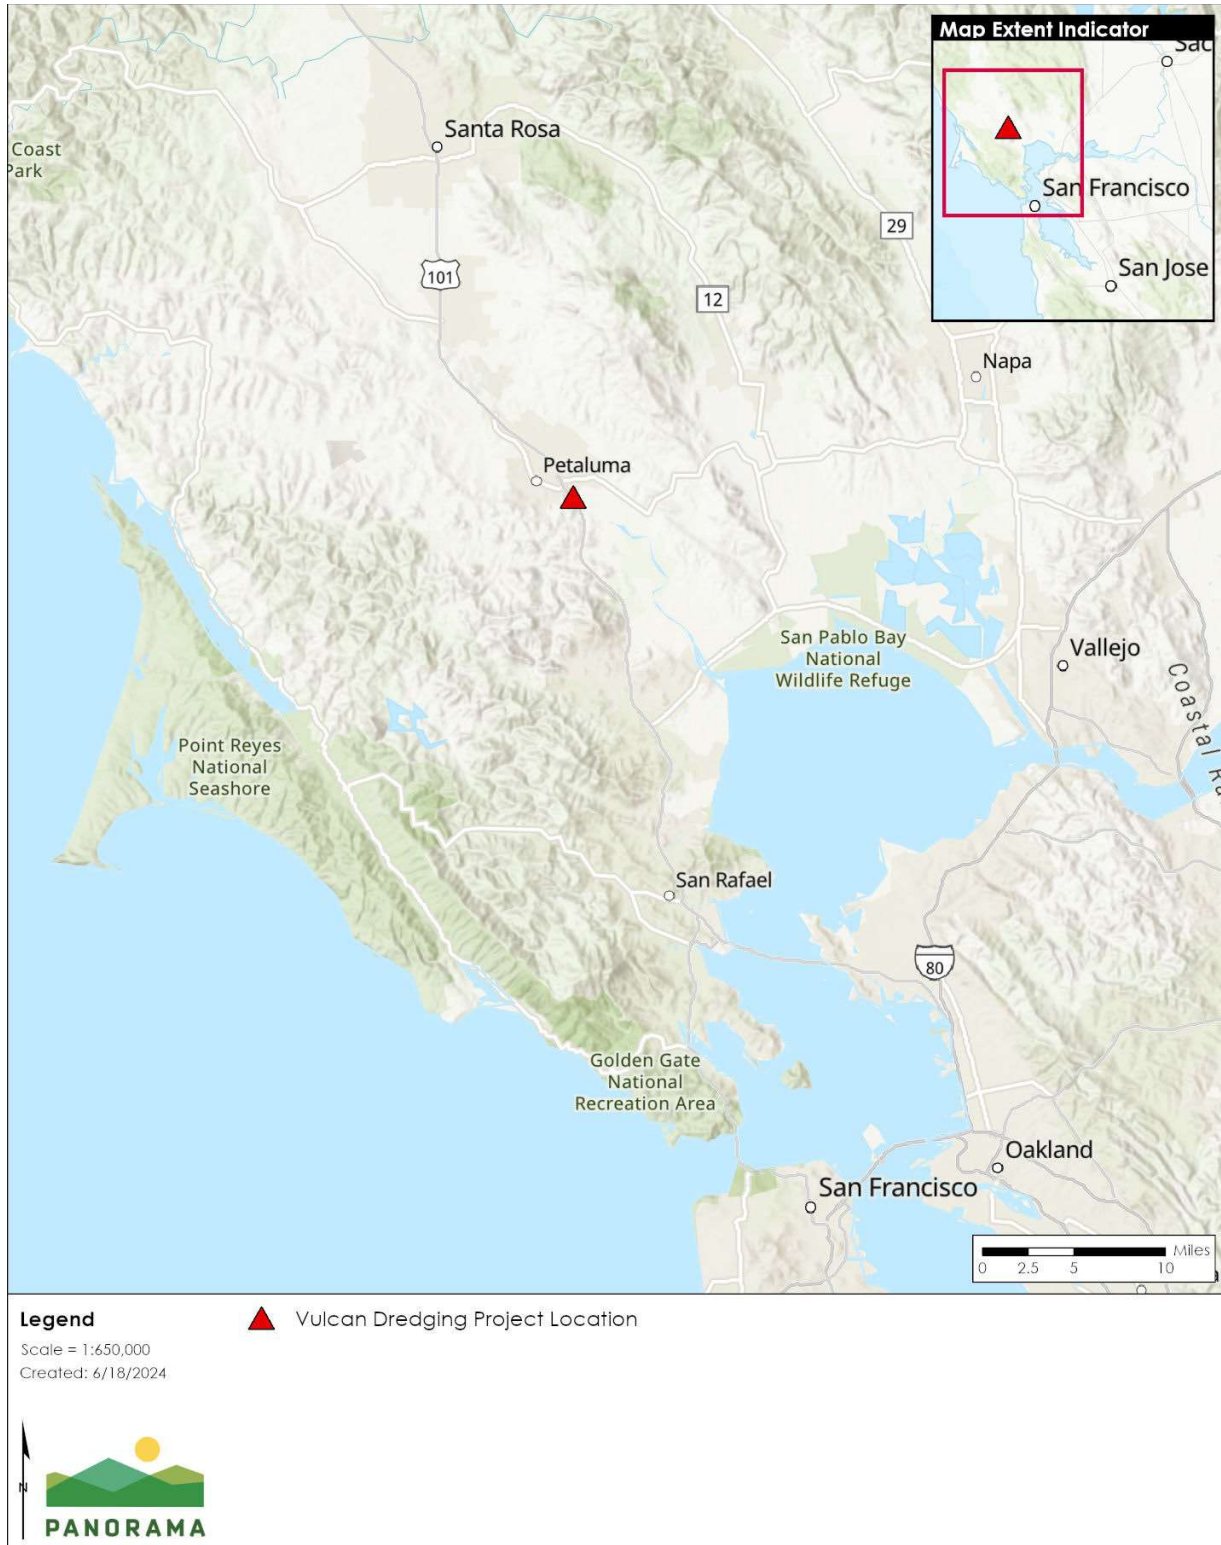 Map Extent Indicator
Sac
San Francisco
San Jose
Coast
Park
Santa Rosa
29
101
12
Napa
Petaluma
San Pablo Bay
National
Wildlife Refuge
Vallejo
Coastal Ra
Point Reyes
National
Seashore
San Rafael
80
Golden Gate
National
Recreation Area
Oakland
San Francisco
Miles
0 2.5 5 10
a
Legend
Vulcan Dredging Project Location
Scale = 1:650,000
Created: 6/18/2024
N
PANORAMA